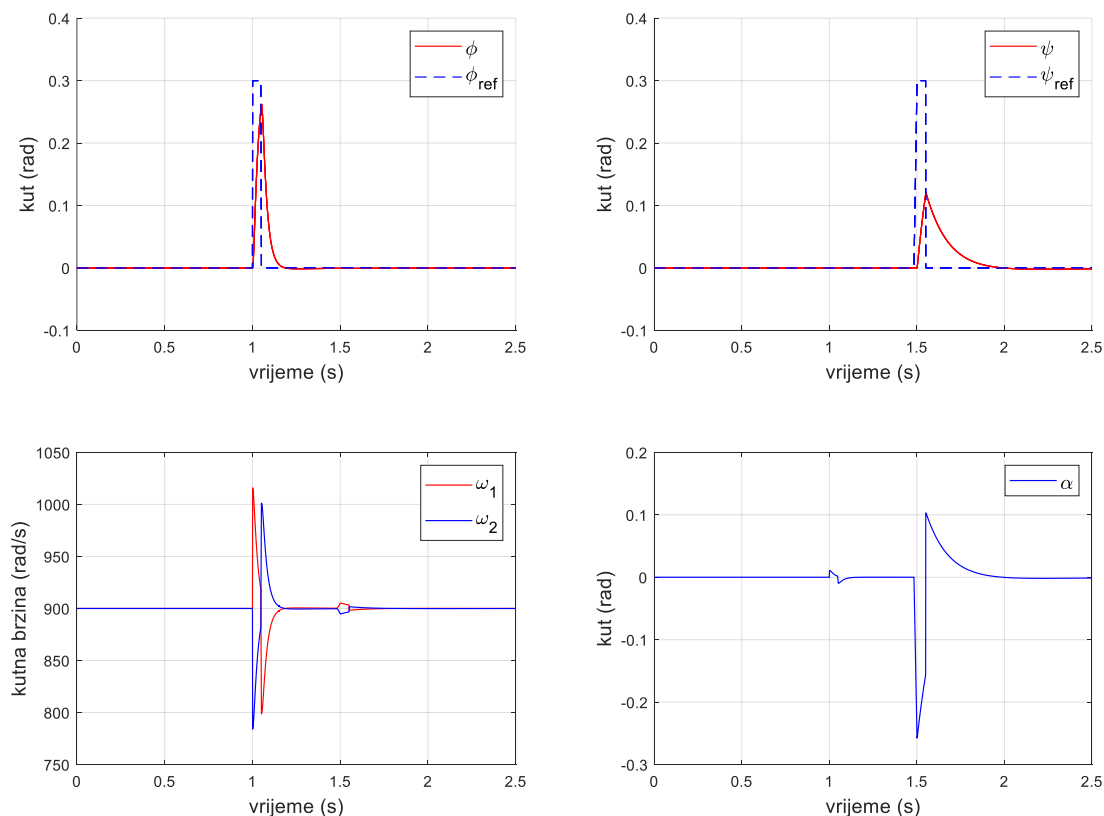 0.4
0.3
0.2
0.1
0
-0.1
kut (rad)
0 0.5 1 1.5 2 2.5
vrijeme (s)
ϕ
ϕref
0.4
0.3
0.2
0.1
0
-0.1
kut (rad)
0 0.5 1 1.5 2 2.5
vrijeme (s)
ψ
ψref
1050
1000
950
900
850
800
750
kutna brzina (rad/s)
0 0.5 1 1.5 2 2.5
vrijeme (s)
ω1
ω2
0.2
0.1
0
-0.1
-0.2
-0.3
kut (rad)
0 0.5 1 1.5 2 2.5
vrijeme (s)
α